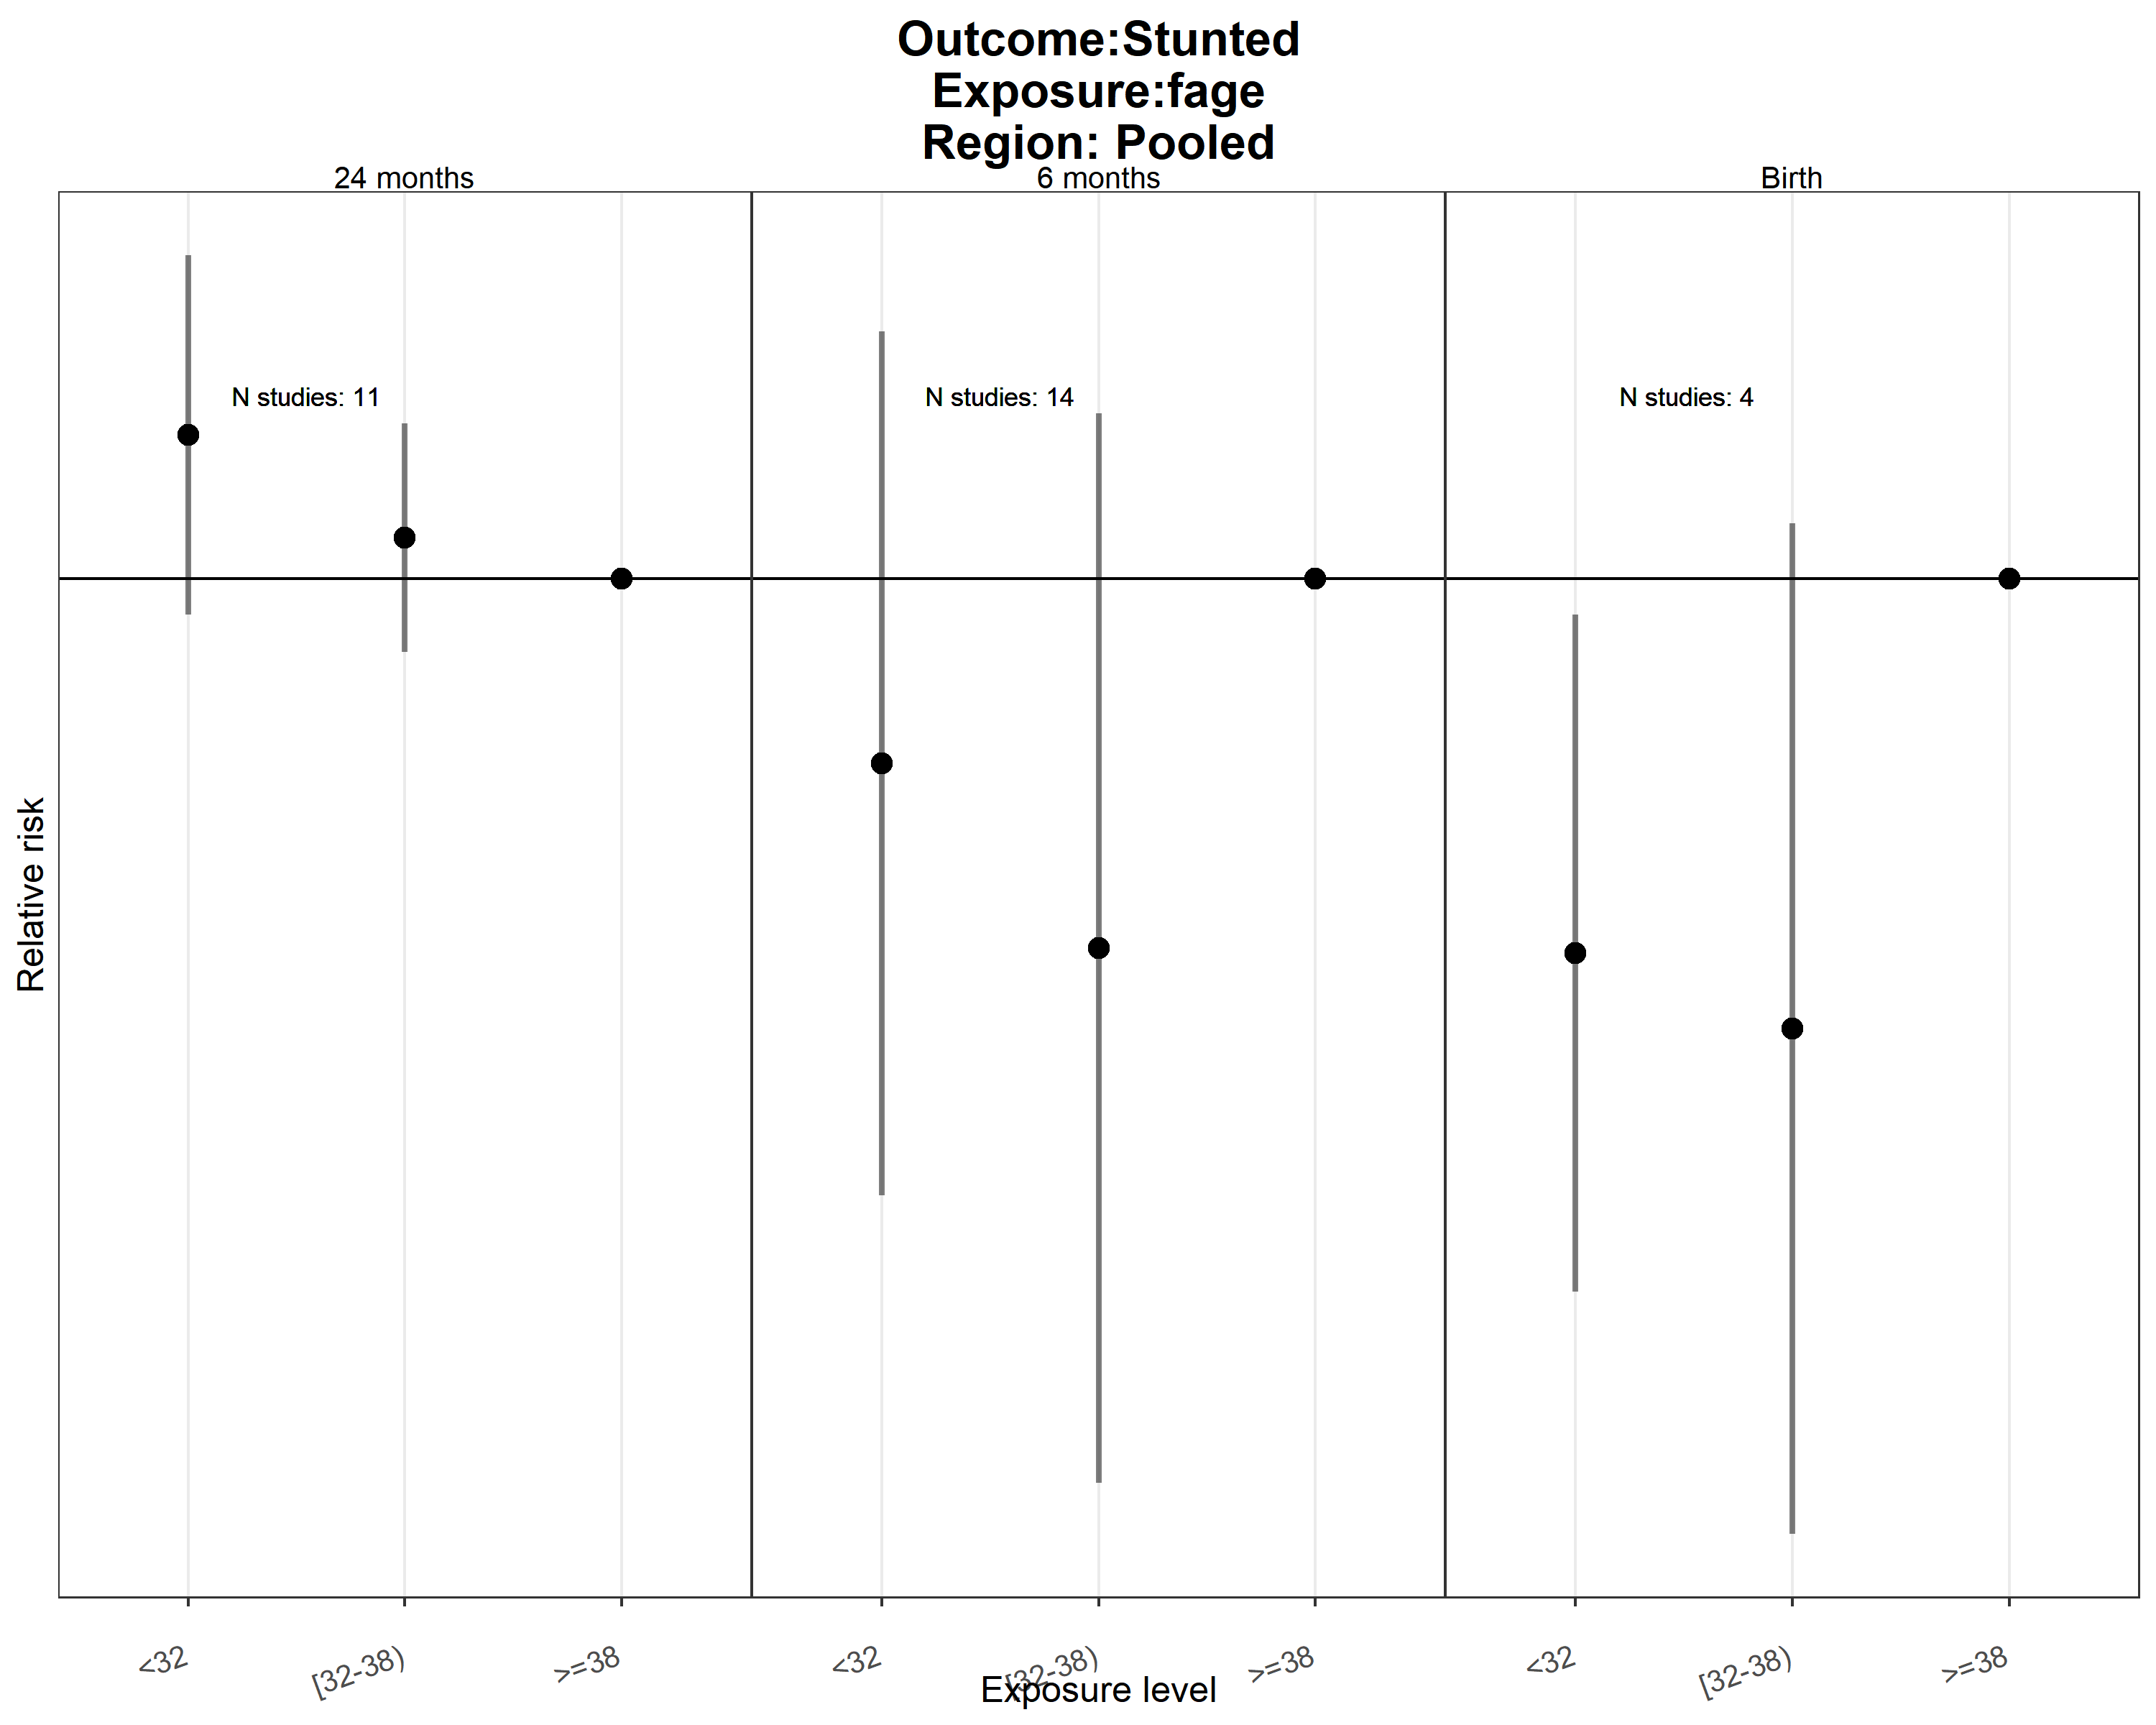 Outcome:Stunted
Exposure:fage
Region: Pooled
24 months
6 months
Birth
N studies: 11
N studies: 14
N studies: 4
Relative risk
<32
[32-38)
>=38
<32
[32-38)
>=38
<32
[32-38)
>=38
Exposure level